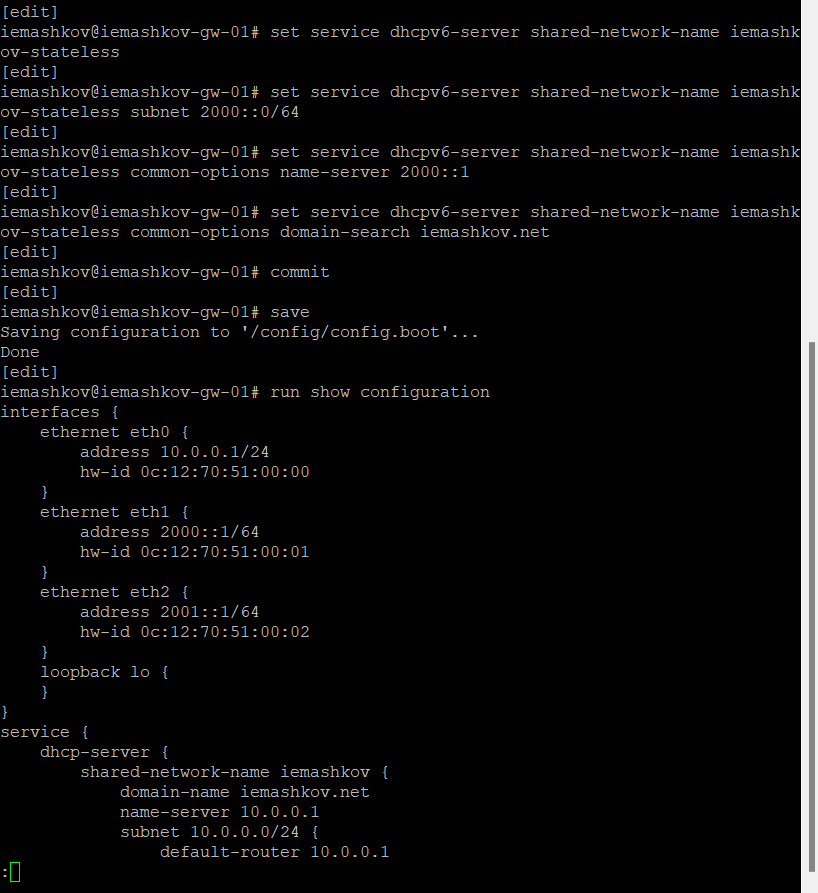 [edit]
iemashkov@iemashkov-gw-01# set service dhcpv6-server shared-network-name iemashk
ov-stateless
[edit]
iemashkov@iemashkov-gw-01# set service dhcpv6-server shared-network-name iemashk
ov-stateless subnet 2000::0/64
[edit]
iemashkov@iemashkov-gw-01# set service dhcpv6-server shared-network-name iemashk
ov-stateless common-options name-server 2000::1
[edit]
iemashkov@iemashkov-gw-01# set service dhcpv6-server shared-network-name iemashk
ov-stateless common-options domain-search iemashkov.net
[edit]
iemashkov@iemashkov-gw-01# commit
[edit]
iemashkov@iemashkov-gw-01# save
Saving configuration to '/config/config.boot'...
Done
[edit]
iemashkov@iemashkov-gw-01# run show configuration
interfaces {
    ethernet eth0 {
        address 10.0.0.1/24
        hw-id 0c:12:70:51:00:00
    }
    ethernet eth1 {
        address 2000::1/64
        hw-id 0c:12:70:51:00:01
    }
    ethernet eth2 {
        address 2001::1/64
        hw-id 0c:12:70:51:00:02
    }
    loopback lo {
    }
}
service {
    dhcp-server {
        shared-network-name iemashkov {
            domain-name iemashkov.net
            name-server 10.0.0.1
            subnet 10.0.0.0/24 {
                default-router 10.0.0.1
: